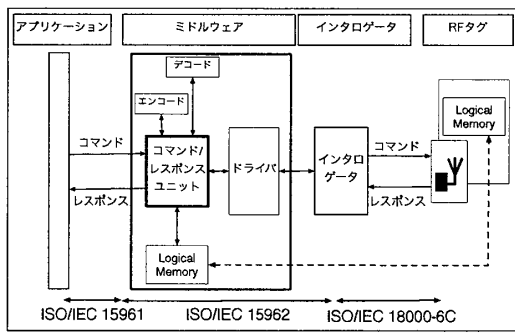 アプリケーション
ミドルウェア
インタロゲータ
RFタグ
デコード
エンコード
Logical
Memory
コマンド
コマンド/
レスポンス
ユニット
ドライバ
インタロ
ゲータ
コマンド
レスポンス
レスポンス
Logical
Memory
ISO/IEC 15961
ISO/IEC 15962
ISO/IEC 18000-6C